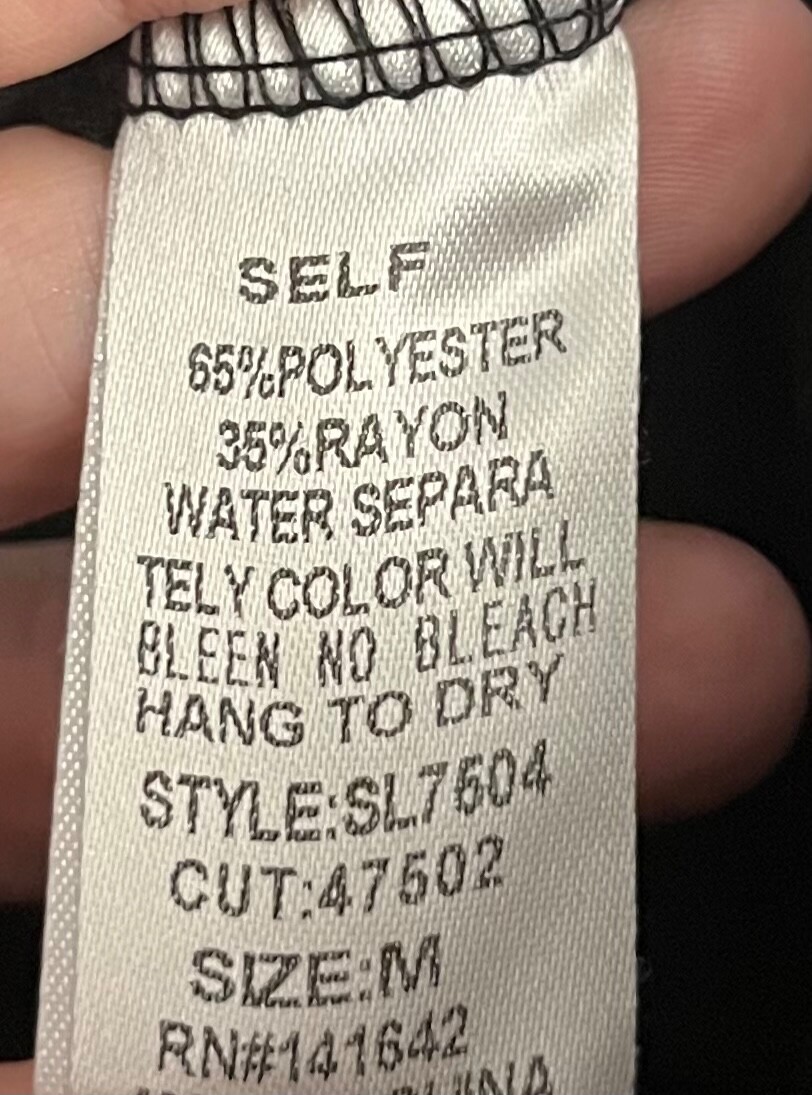 SELF
65%POLYESTER
35%RAYON
WATER SEPARA
TELY COLOR WILL
BLEEN NO BLEACH
HANG TO DRY
STYLE:SL7504
CUT:47502
SIZE:M
RN#141642